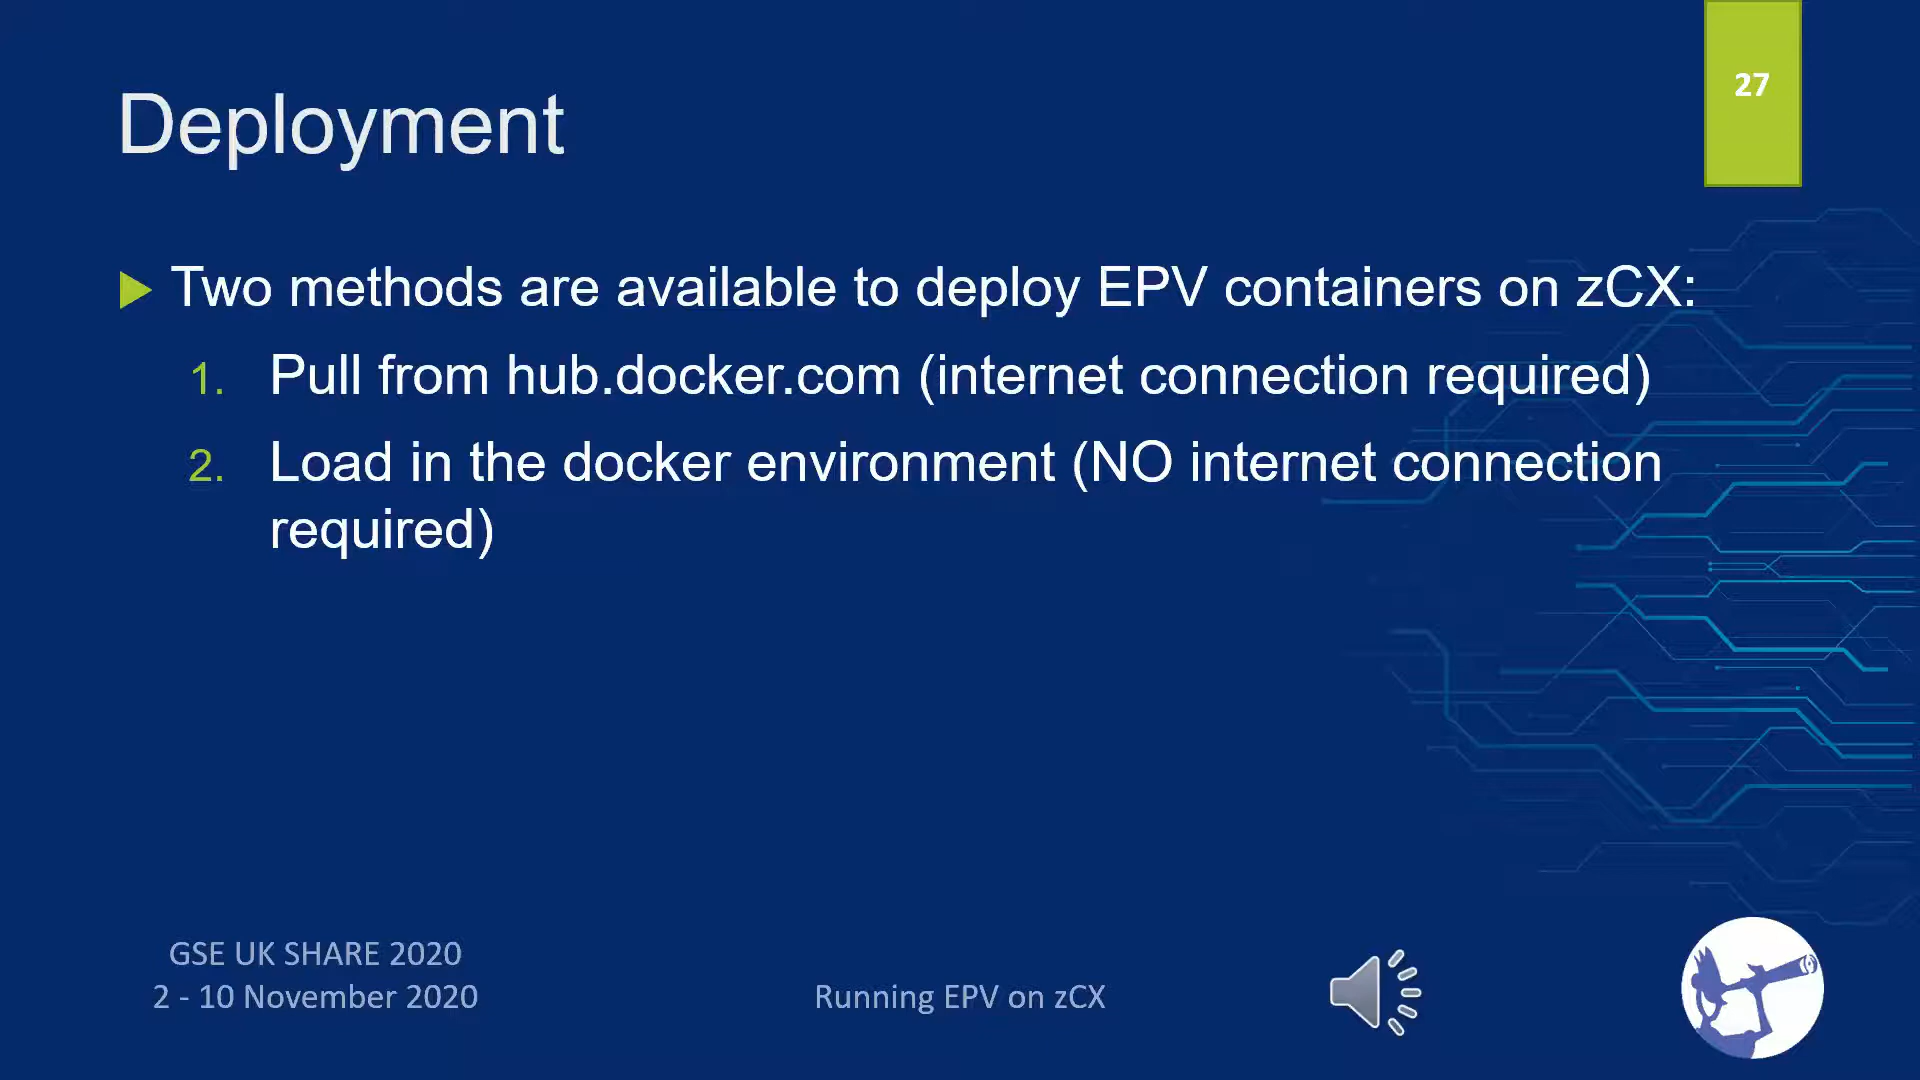 27
Deployment
Two methods are available to deploy EPV containers on zCX:
1. Pull from hub.docker.com (internet connection required)
2. Load in the docker environment (NO internet connection
required)
GSE UK SHARE 2020
2 - 10 November 2020
Running EPV on zCX